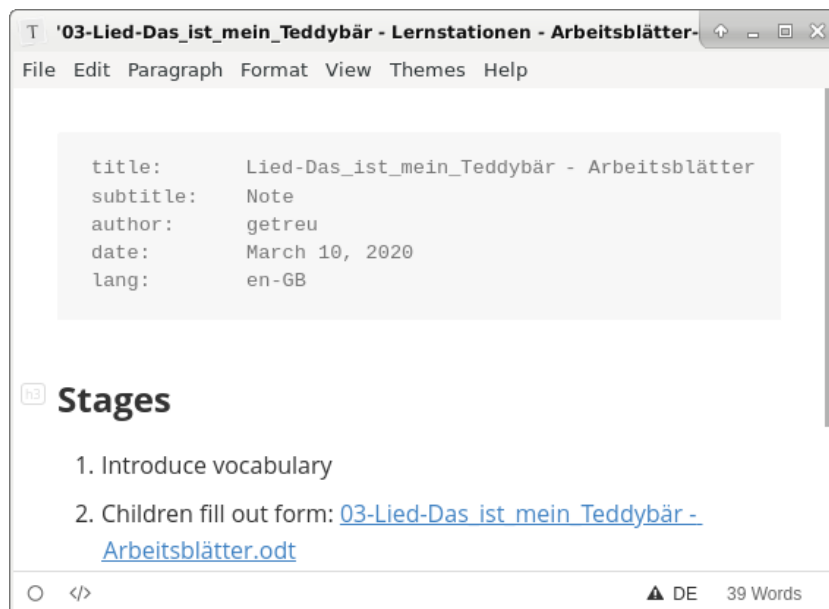 T '03-Lied-Das_ist_mein_Teddybär - Lernstationen - Arbeitsblätter-
File Edit Paragraph Format View Themes Help
title: Lied-Das_ist_mein_Teddybär - Arbeitsblätter
subtitle: Note
author: getreu
date: March 10, 2020
lang: en-GB
h3 Stages
1. Introduce vocabulary
2. Children fill out form: 03-Lied-Das_ist_mein_Teddybär -
Arbeitsblätter.odt
</> DE 39 Words